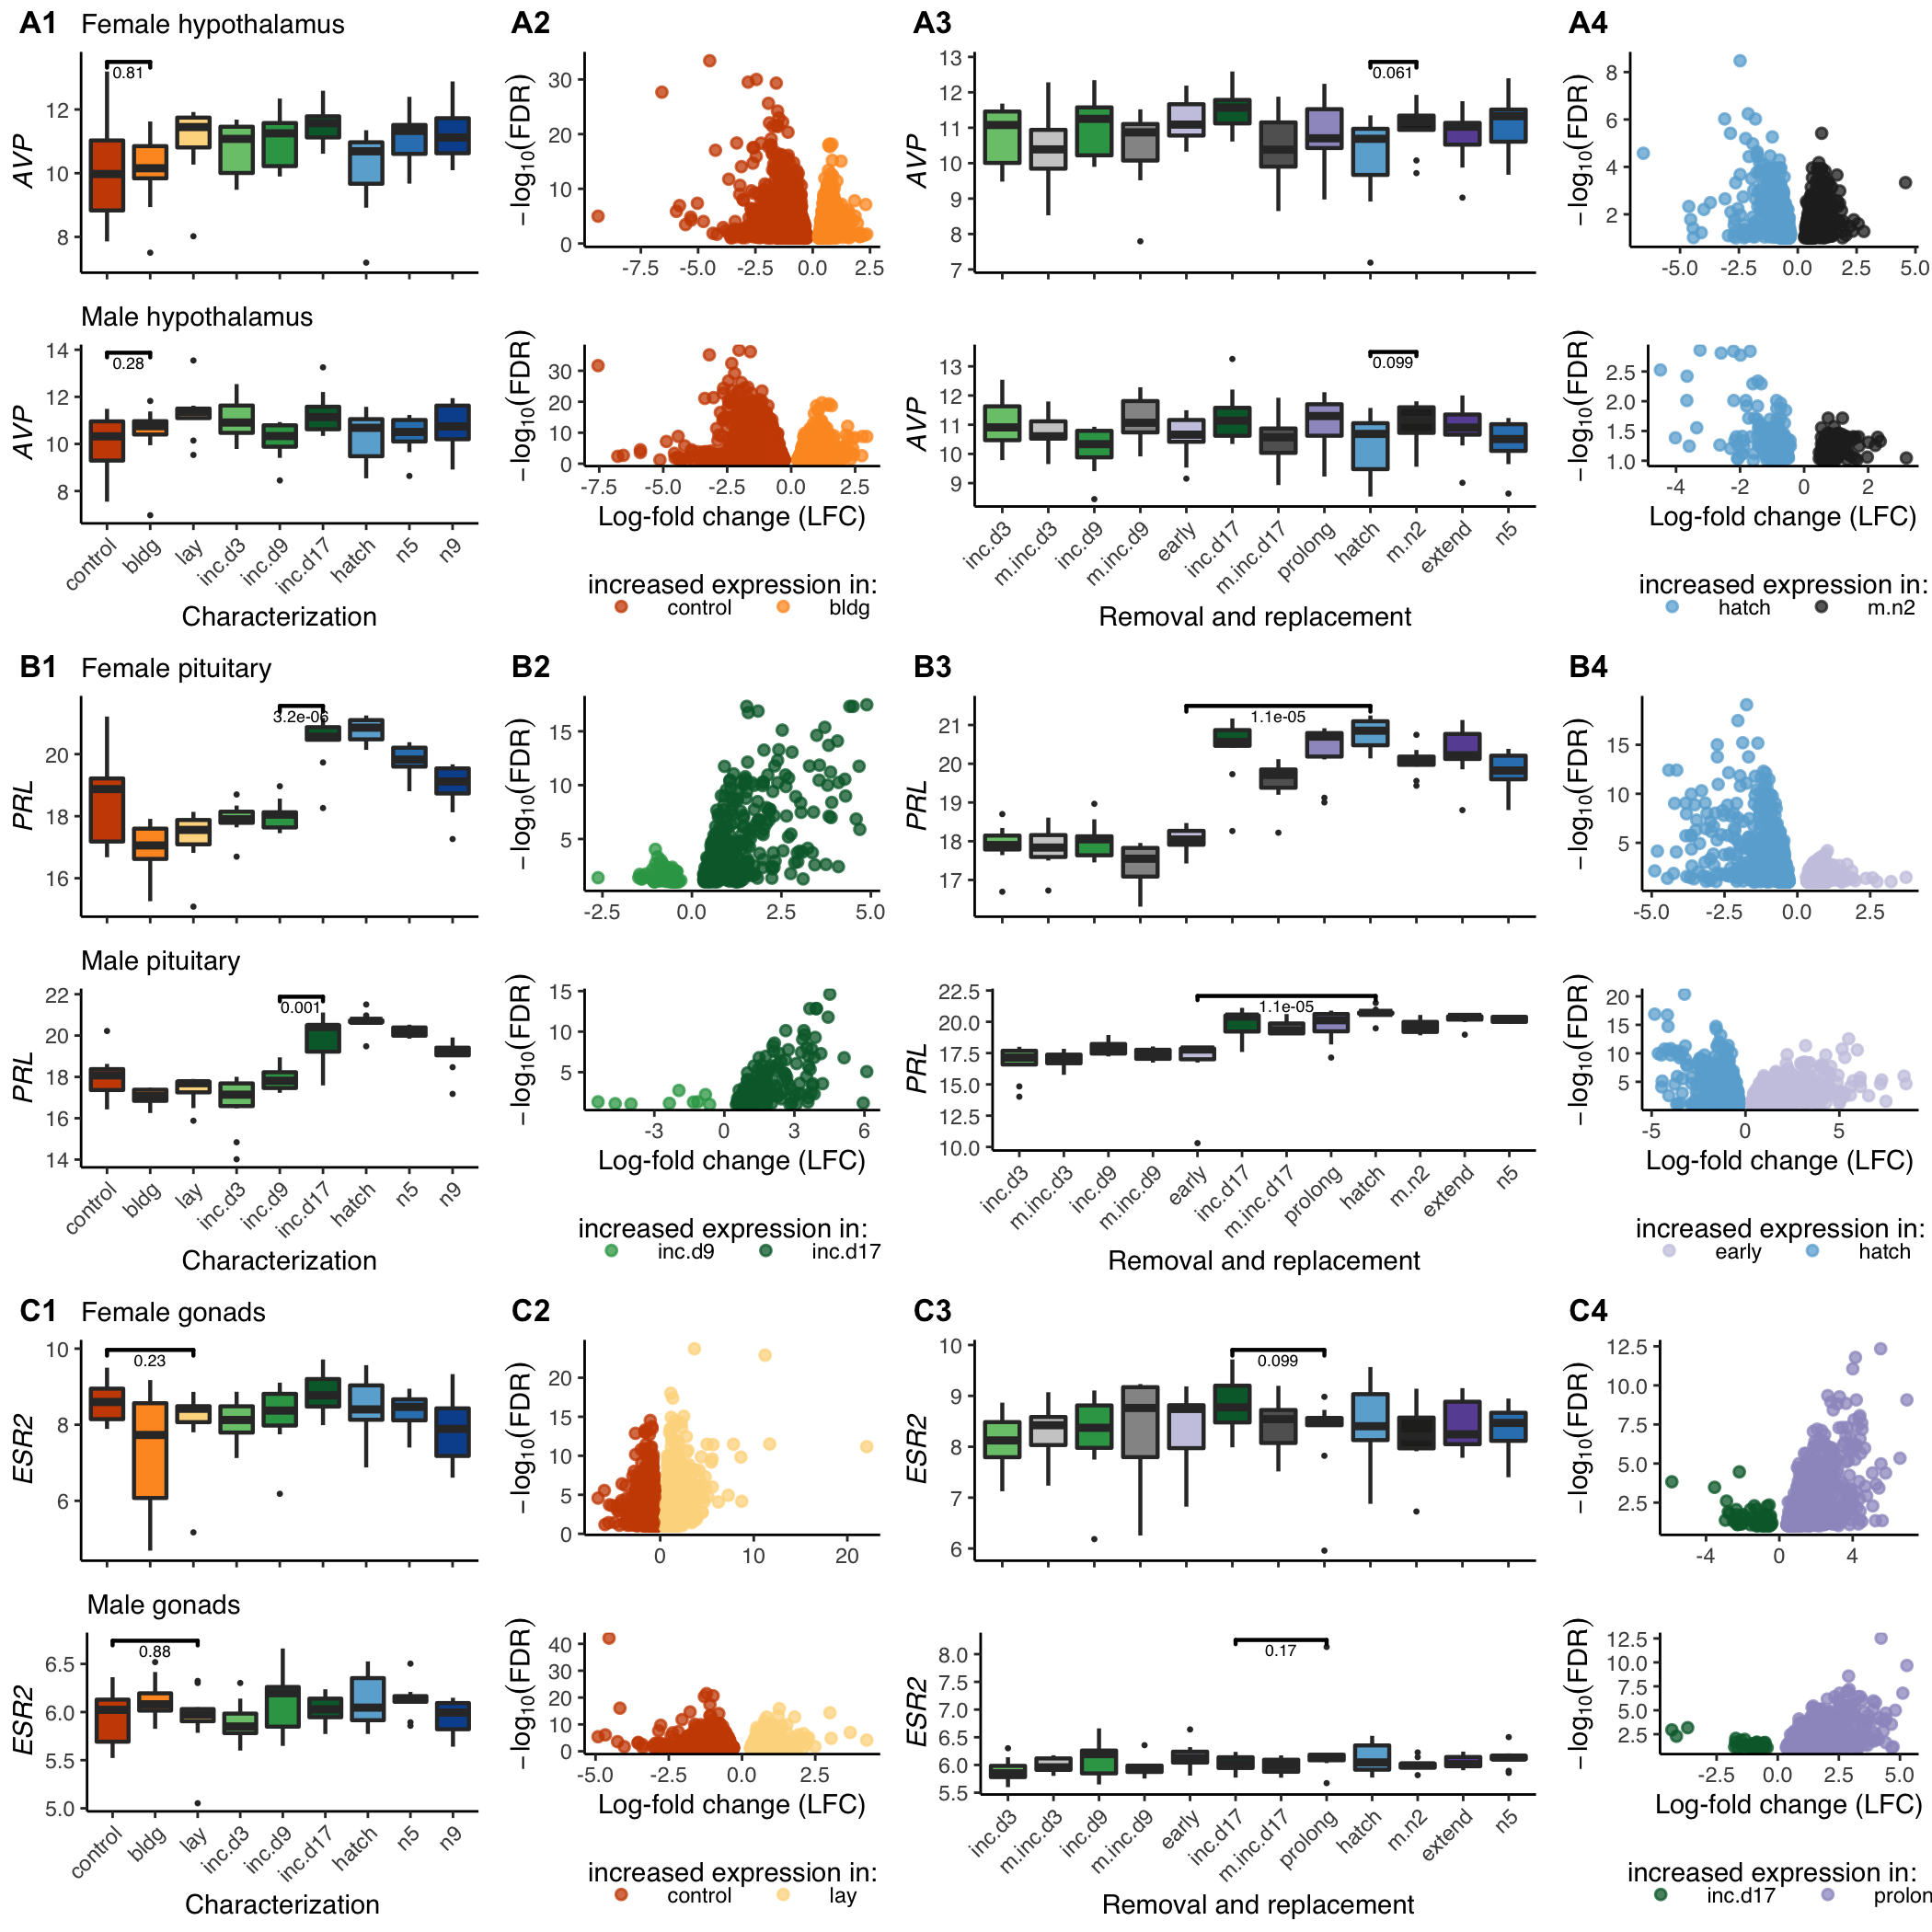 A1 Female hypothalamus A2 A3 A4
AVP
12
10
8
0.81
−log10(FDR)
30
20
10
0
-7.5 -5.0 -2.5 0.0 2.5
AVP
13
12
11
10
9
8
7
0.061
−log10(FDR)
8
6
4
2
-5.0 -2.5 0.0 2.5 5.0
Male hypothalamus
AVP
14
12
10
8
0.28
control bldg lay inc.d3 inc.d9 inc.d17 hatch n5 n9
Characterization
−log10(FDR)
30
20
10
0
-7.5 -5.0 -2.5 0.0 2.5
Log-fold change (LFC)
increased expression in:
control bldg
AVP
13
12
11
10
9
0.099
inc.d3 m.inc.d3 inc.d9 m.inc.d9 early inc.d17 m.inc.d17 prolong hatch m.n2 extend n5
Removal and replacement
−log10(FDR)
2.5
2.0
1.5
1.0
-4 -2 0 2
Log-fold change (LFC)
increased expression in:
hatch m.n2
B1 Female pituitary B2 B3 B4
PRL
20
18
16
3.2e-06
−log10(FDR)
15
10
5
-2.5 0.0 2.5 5.0
PRL
21
20
19
18
17
1.1e-05
−log10(FDR)
15
10
5
-5.0 -2.5 0.0 2.5
Male pituitary
PRL
22
20
18
16
14
0.001
control bldg lay inc.d3 inc.d9 inc.d17 hatch n5 n9
Characterization
−log10(FDR)
15
10
5
-3 0 3 6
Log-fold change (LFC)
increased expression in:
inc.d9 inc.d17
PRL
22.5
20.0
17.5
15.0
12.5
10.0
1.1e-05
inc.d3 m.inc.d3 inc.d9 m.inc.d9 early inc.d17 m.inc.d17 prolong hatch m.n2 extend n5
Removal and replacement
−log10(FDR)
20
15
10
5
-5 0 5
Log-fold change (LFC)
increased expression in:
early hatch
C1 Female gonads C2 C3 C4
ESR2
10
8
6
0.23
−log10(FDR)
20
15
10
5
0
0 10 20
ESR2
10
9
8
7
6
0.099
−log10(FDR)
12.5
10.0
7.5
5.0
2.5
-4 0 4
Male gonads
ESR2
6.5
6.0
5.5
5.0
0.88
control bldg lay inc.d3 inc.d9 inc.d17 hatch n5 n9
Characterization
−log10(FDR)
40
30
20
10
0
-5.0 -2.5 0.0 2.5
Log-fold change (LFC)
increased expression in:
control lay
ESR2
8.0
7.5
7.0
6.5
6.0
5.5
0.17
inc.d3 m.inc.d3 inc.d9 m.inc.d9 early inc.d17 m.inc.d17 prolong hatch m.n2 extend n5
Removal and replacement
−log10(FDR)
12.5
10.0
7.5
5.0
2.5
-2.5 0.0 2.5 5.0
Log-fold change (LFC)
increased expression in:
inc.d17 prolon